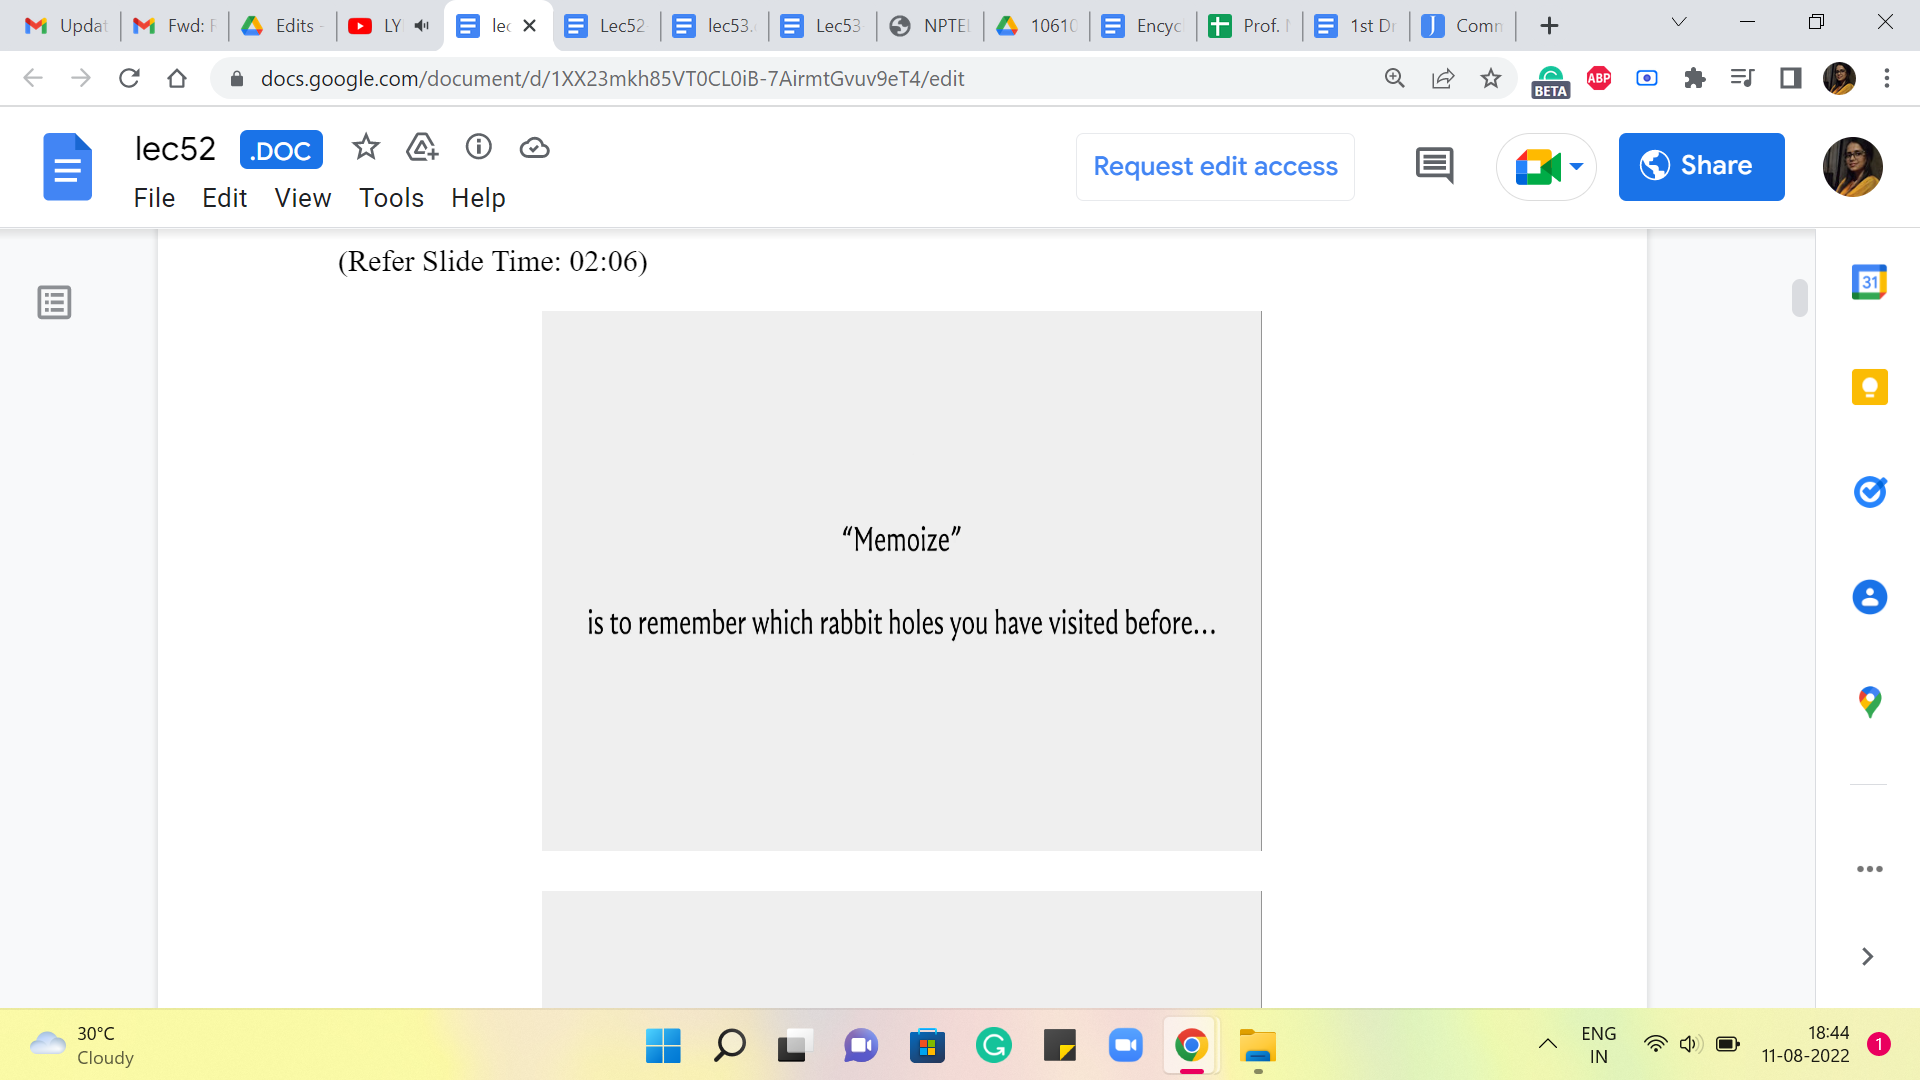 Updat
Fwd: F
Edits -
LY
lec
Lec52
lec53.
Lec53
NPTEL
10610
Encyc
Prof. N
1st Dr
Comm
docs.google.com/document/d/1XX23mkh85VT0CL0iB-7AirmtGvuv9eT4/edit
BETA
ABP
lec52
.DOC
Request edit access
Share
File Edit View Tools Help
(Refer Slide Time: 02:06)
31
“Memoize”
is to remember which rabbit holes you have visited before...
30°C
Cloudy
ENG
IN
18:44
11-08-2022
1